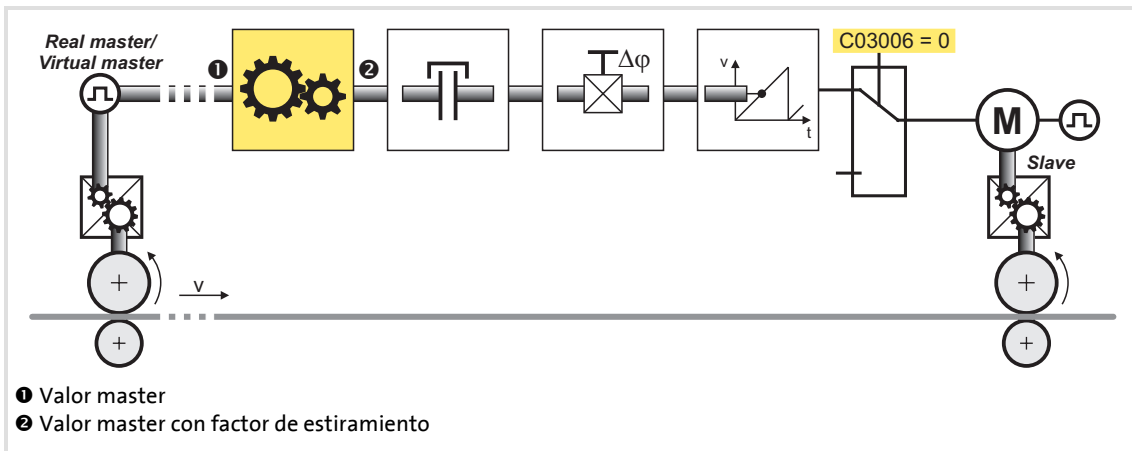 Real master/
Virtual master
❶
❷
Δφ
v
t
C03006 = 0
M
Slave
v
❶ Valor master
❷ Valor master con factor de estiramiento